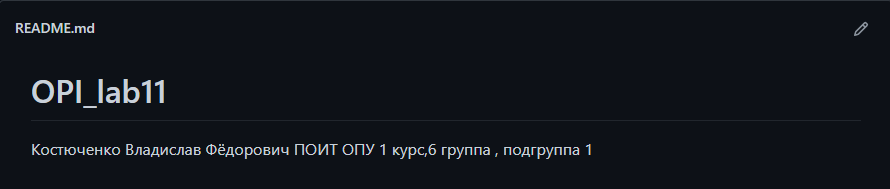 README.md
OPI_lab11
Костюченко Владислав Фёдорович ПОИТ ОПУ 1 курс,6 группа , подгруппа 1